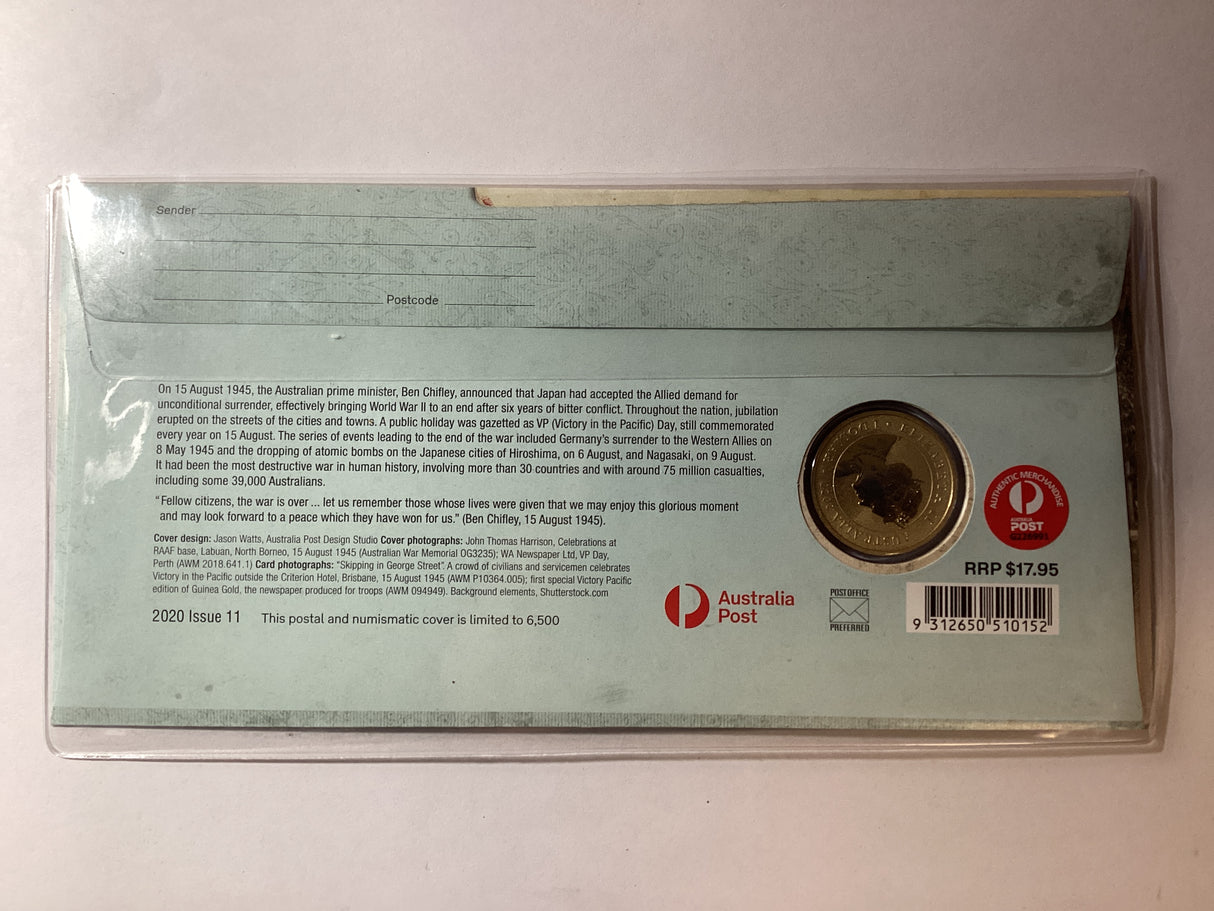 Sender
Postcode
On 15 August 1945, the Australian prime minister, Ben Chifley, announced that Japan had accepted the Allied demand for
unconditional surrender, effectively bringing World War II to an end after six years of bitter conflict. Throughout the nation, jubilation
erupted on the streets of the cities and towns. A public holiday was gazetted as VP (Victory in the Pacific) Day, still commemorated
every year on 15 August. The series of events leading to the end of the war included Germany's surrender to the Western Allies on
8 May 1945 and the dropping of atomic bombs on the Japanese cities of Hiroshima, on 6 August, and Nagasaki, on 9 August.
It had been the most destructive war in human history, involving more than 30 countries and with around 75 million casualties,
including some 39,000 Australians.
"Fellow citizens, the war is over ... let us remember those whose lives were given that we may enjoy this glorious moment
and may look forward to a peace which they have won for us." (Ben Chifley, 15 August 1945).
Cover design: Jason Watts, Australia Post Design Studio Cover photographs: John Thomas Harrison, Celebrations at
RAAF base, Labuan, North Borneo, 15 August 1945 (Australian War Memorial OG3235); WA Newspaper Ltd, VP Day,
Perth (AWM 2018.641.1) Card photographs: "Skipping in George Street". A crowd of civilians and servicemen celebrates
Victory in the Pacific outside the Criterion Hotel, Brisbane, 15 August 1945 (AWM P10364.005); first special Victory Pacific
edition of Guinea Gold, the newspaper produced for troops (AWM 094949). Background elements, Shutterstock.com
2020 Issue 11 This postal and numismatic cover is limited to 6,500
Australia
Post
POST OFFICE
PREFERRED
AUTHENTIC MERCHANDISE
AUSTRALIA
POST
RRP $17.95
9 312650 510152